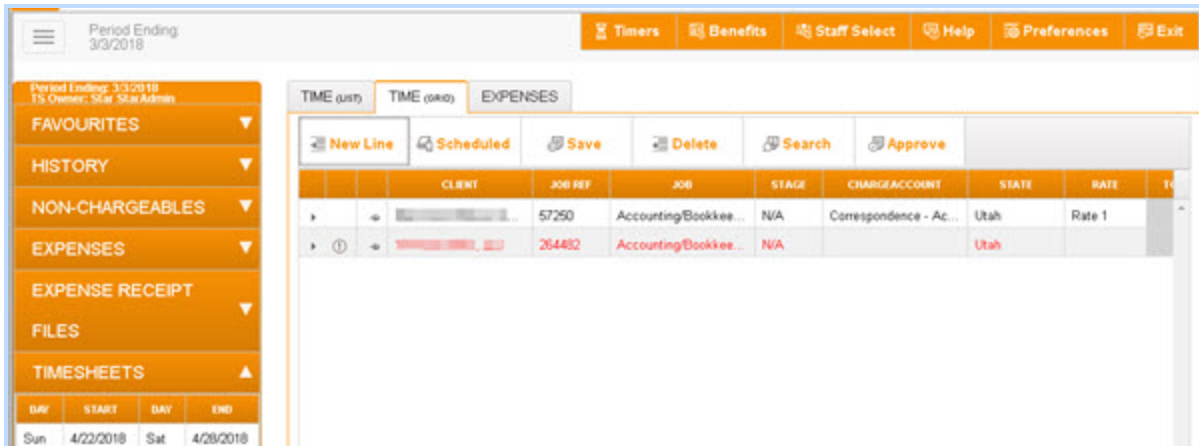 Period Ending:
3/3/2018
Timers Benefits Staff Select Help Preferences Exit
Period Ending: 3/3/2018
TS Owner: Star StarAdmin
FAVOURITES
HISTORY
NON-CHARGEABLES
EXPENSES
EXPENSE RECEIPT
FILES
TIMESHEETS
DAY START DAY END
Sun 4/22/2018 Sat 4/28/2018
TIME (LIST) TIME (GRID) EXPENSES
New Line Scheduled Save Delete Search Approve
CLIENT JOB REF JOB STAGE CHARGEACCOUNT STATE RATE
57250 Accounting/Bookkee... N/A Correspondence - Ac... Utah Rate 1
264482 Accounting/Bookkee... N/A Utah